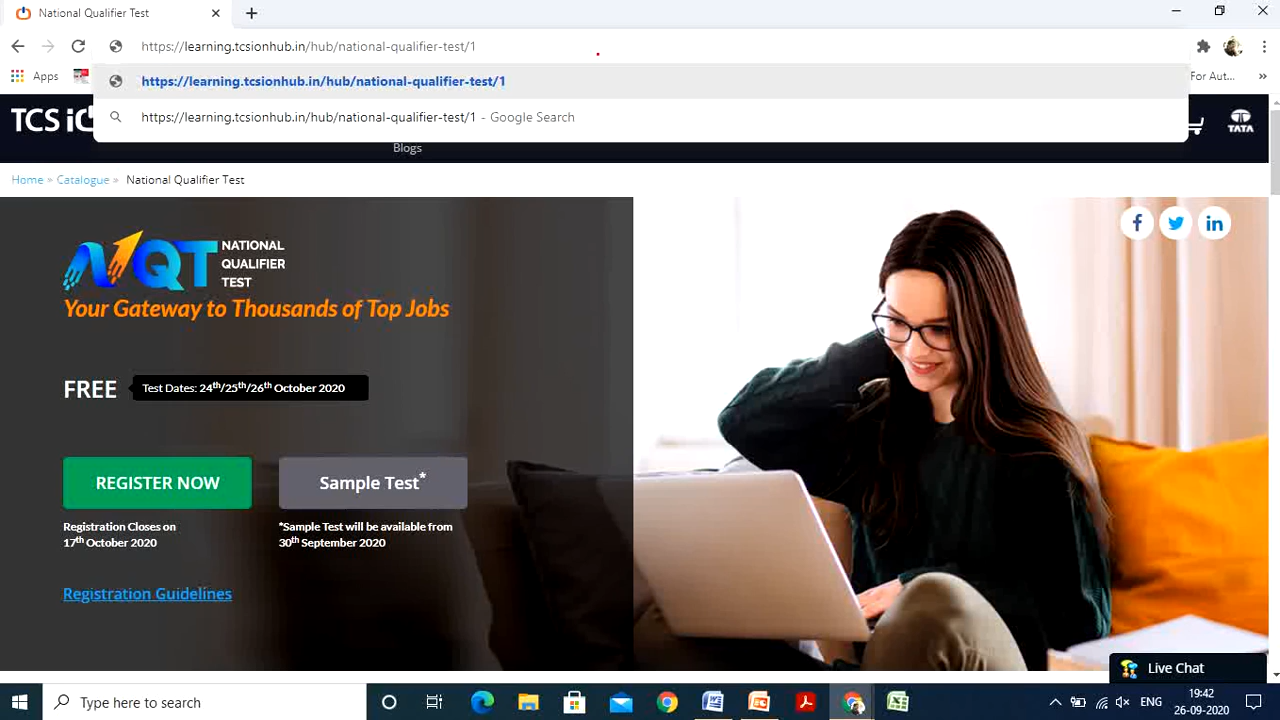 National Qualifier Test
https://learning.tcsionhub.in/hub/national-qualifier-test/1
Apps
https://learning.tcsionhub.in/hub/national-qualifier-test/1
For Aut...
https://learning.tcsionhub.in/hub/national-qualifier-test/1 - Google Search
TCS iO
TATA
Blogs
Home » Catalogue » National Qualifier Test
NQT NATIONAL
QUALIFIER
TEST
Your Gateway to Thousands of Top Jobs
FREE Test Dates: 24th/25th/26th October 2020
REGISTER NOW
Sample Test*
Registration Closes on
17th October 2020
*Sample Test will be available from
30th September 2020
Registration Guidelines
Live Chat
Type here to search
ENG
19:42
26-09-2020